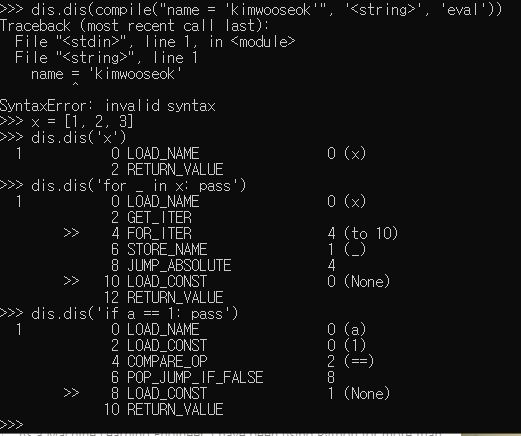 >>> dis.dis(compile("name = 'kimwooseok'", '<string>', 'eval'))
Traceback (most recent call last):
  File "<stdin>", line 1, in <module>
  File "<string>", line 1
    name = 'kimwooseok'
         ^
SyntaxError: invalid syntax
>>> x = [1, 2, 3]
>>> dis.dis('x')
  1           0 LOAD_NAME                0 (x)
              2 RETURN_VALUE
>>> dis.dis('for _ in x: pass')
  1           0 LOAD_NAME                0 (x)
              2 GET_ITER
        >>    4 FOR_ITER                 4 (to 10)
              6 STORE_NAME               1 (_)
              8 JUMP_ABSOLUTE            4
        >>   10 LOAD_CONST               0 (None)
             12 RETURN_VALUE
>>> dis.dis('if a == 1: pass')
  1           0 LOAD_NAME                0 (a)
              2 LOAD_CONST               0 (1)
              4 COMPARE_OP               2 (==)
              6 POP_JUMP_IF_FALSE        8
        >>    8 LOAD_CONST               1 (None)
             10 RETURN_VALUE
>>>